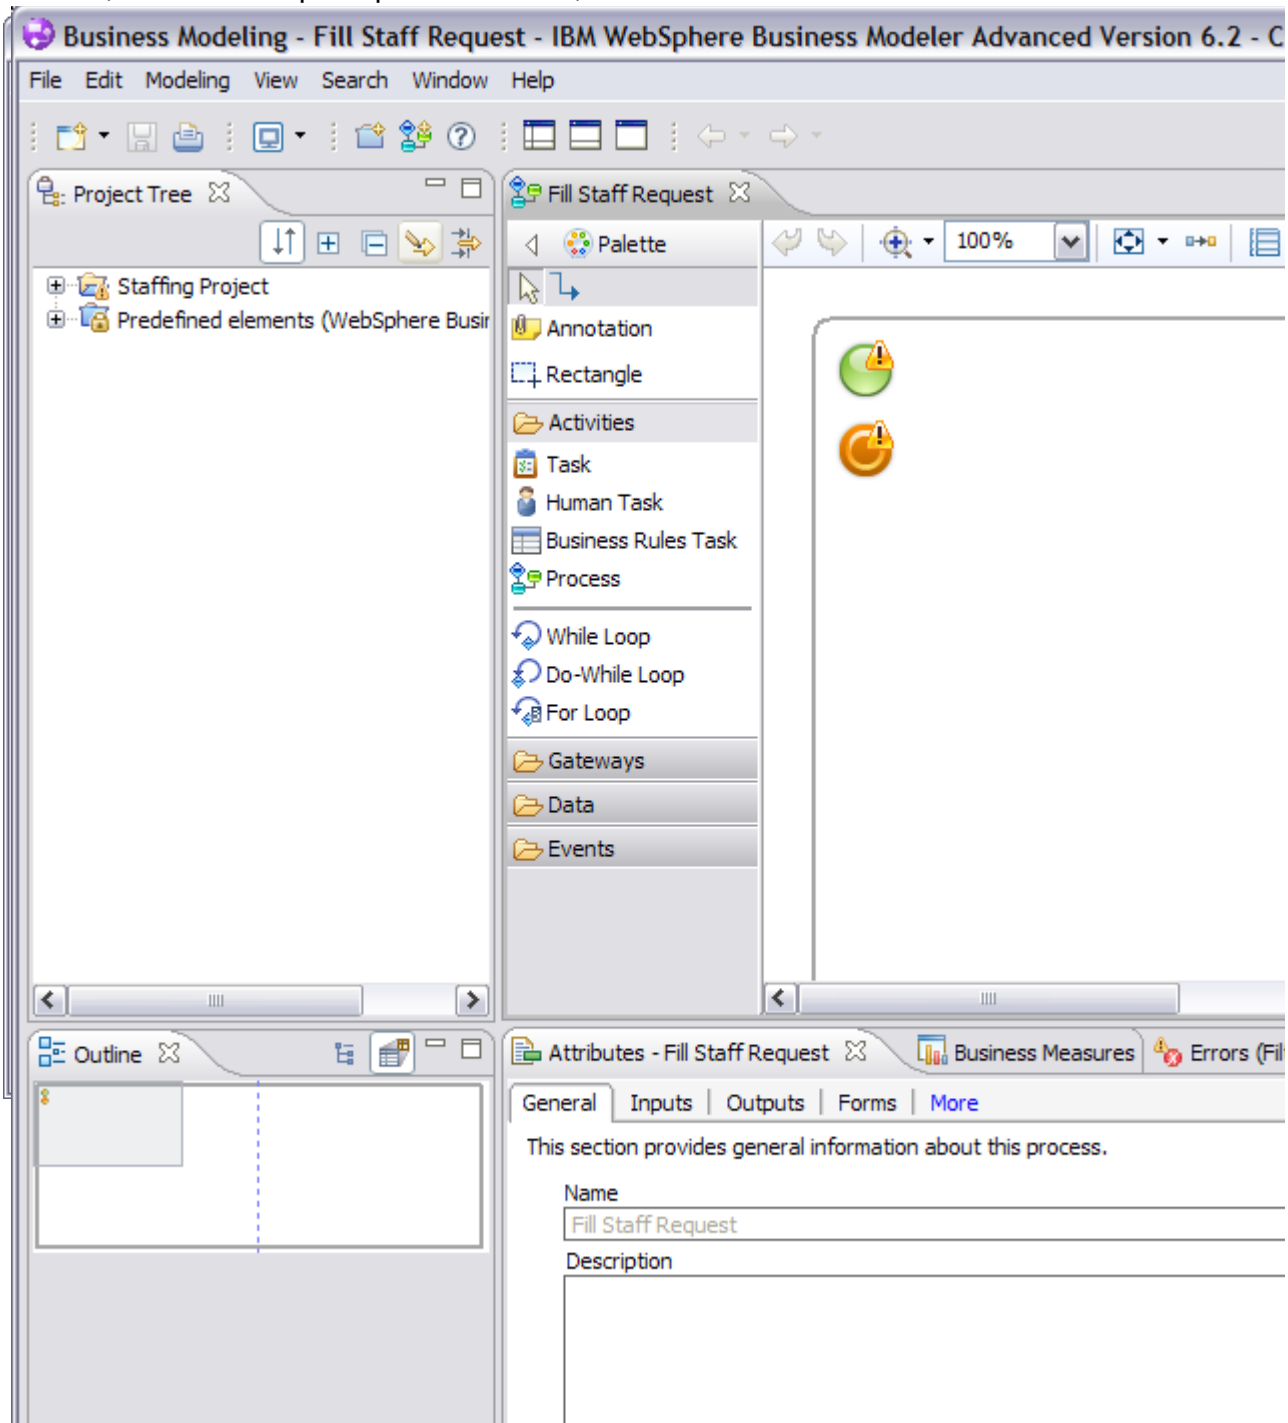 Business Modeling - Fill Staff Request - IBM WebSphere Business Modeler Advanced Version 6.2 - C
File Edit Modeling View Search Window Help
Project Tree
Staffing Project
Predefined elements (WebSphere Busir
Fill Staff Request
Palette
100%
Annotation
Rectangle
Activities
Task
Human Task
Business Rules Task
Process
While Loop
Do-While Loop
For Loop
Gateways
Data
Events
Outline
Attributes - Fill Staff Request
Business Measures
Errors (Fil
General Inputs Outputs Forms More
This section provides general information about this process.
Name
Fill Staff Request
Description